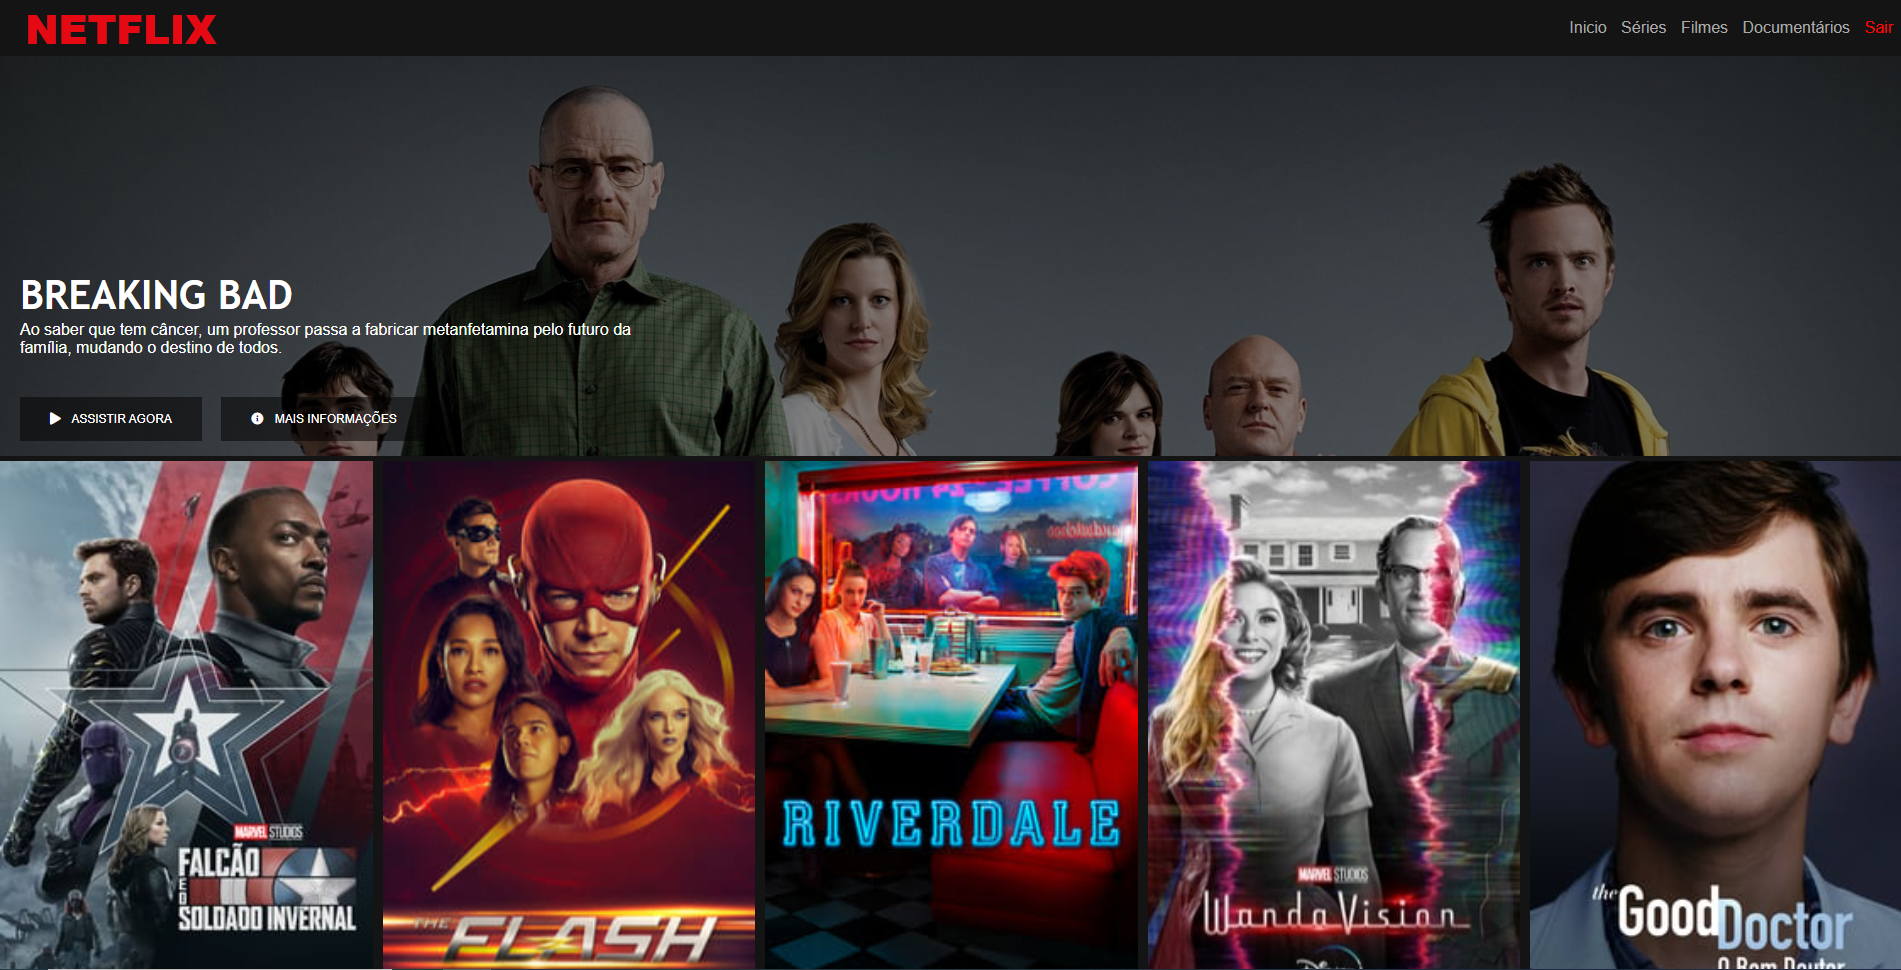 NETFLIX
Inicio Séries Filmes Documentários Sair
BREAKING BAD
Ao saber que tem câncer, um professor passa a fabricar metanfetamina pelo futuro da
família, mudando o destino de todos.
ASSISTIR AGORA MAIS INFORMAÇÕES
MARVEL STUDIOS
FALCÃO
E O
SOLDADO INVERNAL
THE FLASH
RIVERDALE
MARVEL STUDIOS
WandaVision
the GoodDoctor
O Bom Doutor